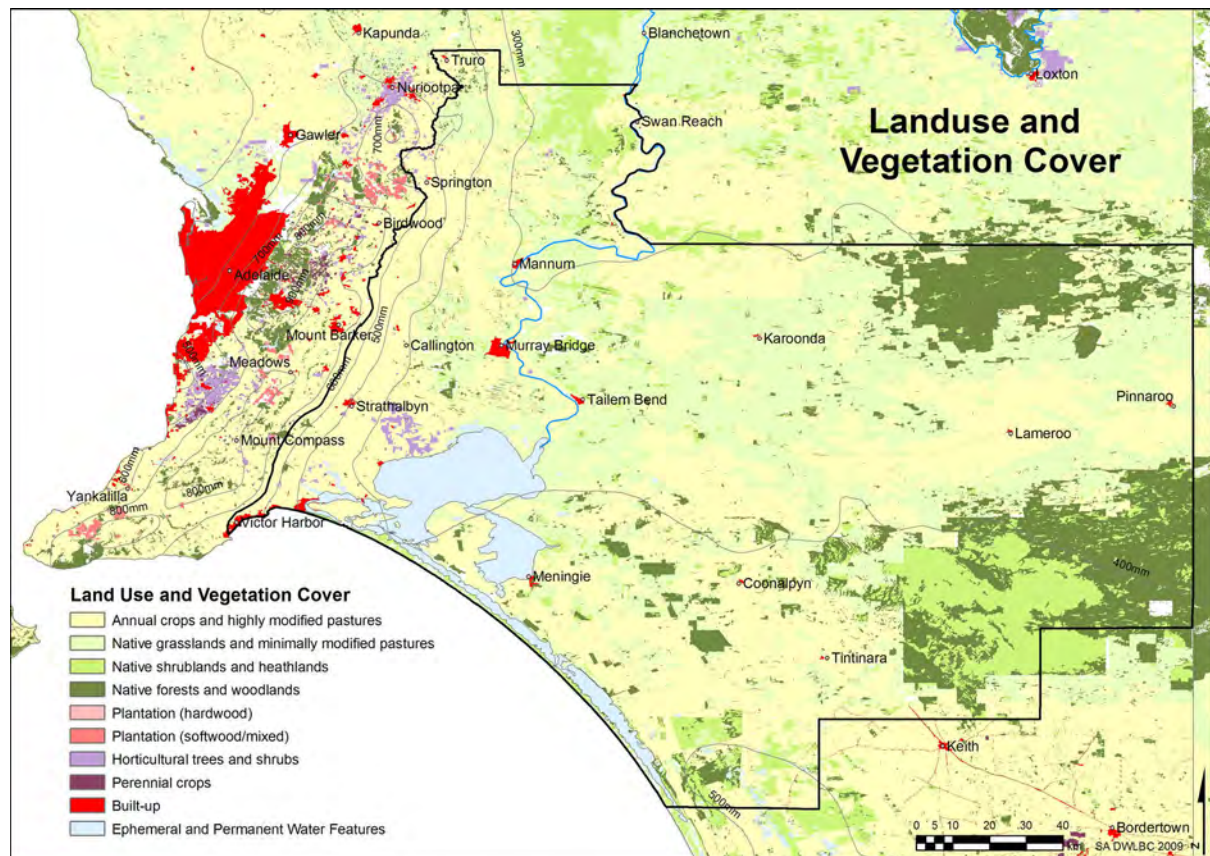 Kapunda
Truro
300mm
Blanchetown
Loxton
Nuriootpa
Swan Reach
Landuse and
Vegetation Cover
Gawler
700mm
Springton
Birdwood
700mm
Adelaide
Mannum
500mm
Mount Barker
Callington
Murray Bridge
Karoonda
Meadows
600mm
Strathalbyn
Tailem Bend
Pinnaroo
Lameroo
Mount Compass
600mm
Yankalilla
800mm
800mm
Victor Harbor
Meningie
Coonalpyn
400mm
Tintinara
Keith
500mm
Bordertown
Land Use and Vegetation Cover
Annual crops and highly modified pastures
Native grasslands and minimally modified pastures
Native shrublands and heathlands
Native forests and woodlands
Plantation (hardwood)
Plantation (softwood/mixed)
Horticultural trees and shrubs
Perennial crops
Built-up
Ephemeral and Permanent Water Features
0 5 10 20 30 40
SA DWLBC 2009